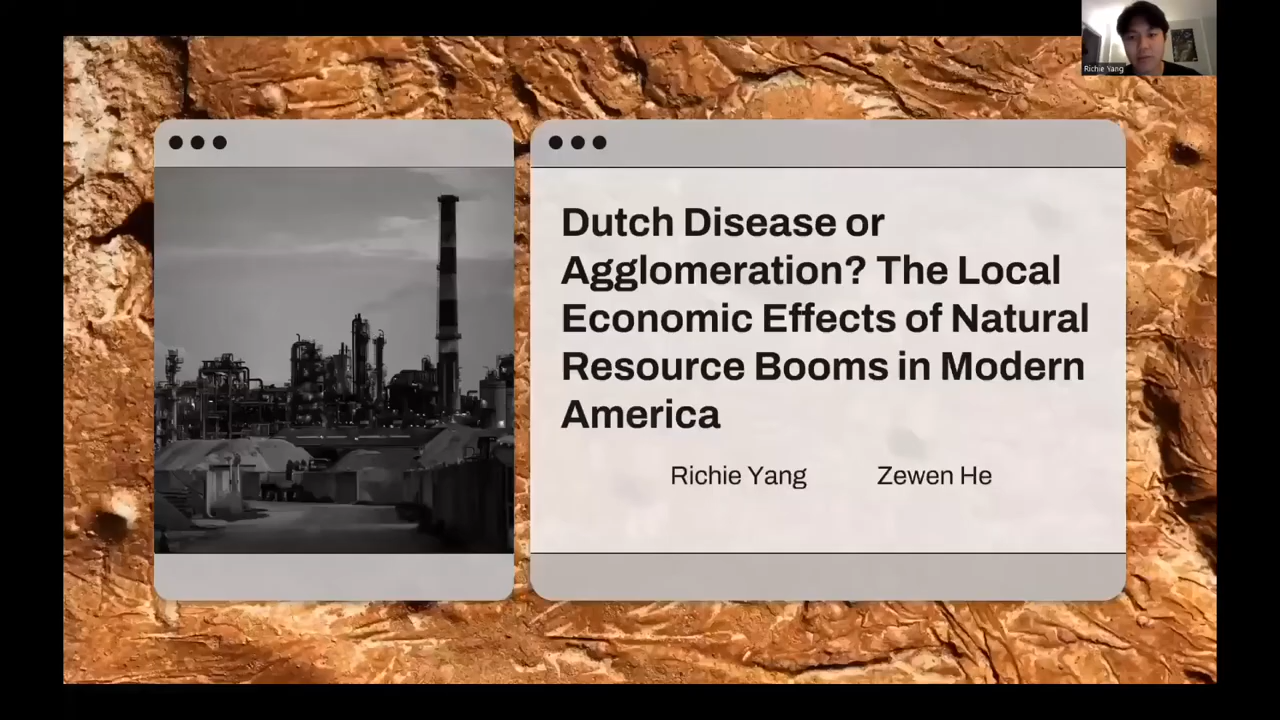 Richie Yang
Dutch Disease or
Agglomeration? The Local
Economic Effects of Natural
Resource Booms in Modern
America
Richie Yang
Zewen He